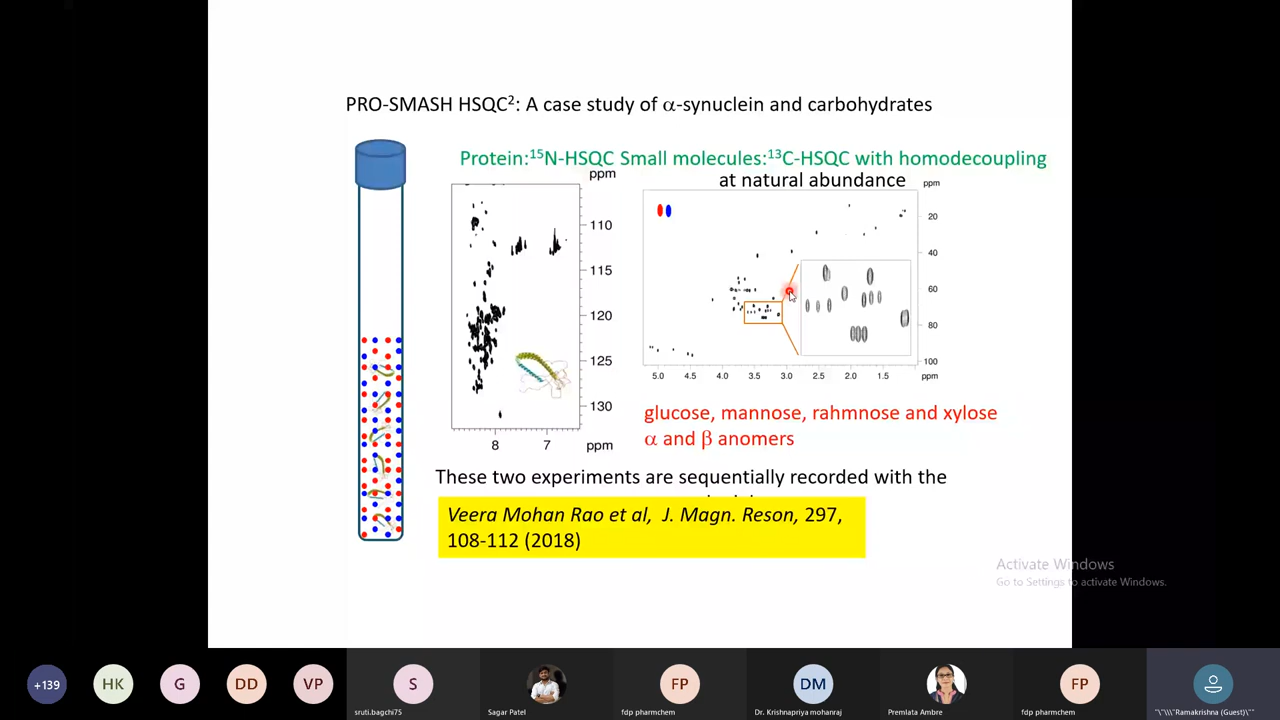 PRO-SMASH HSQC²: A case study of α-synuclein and carbohydrates
Protein:¹⁵N-HSQC Small molecules:¹³C-HSQC with homodecoupling
at natural abundance
ppm
110
115
120
125
130
8 7 ppm
ppm
20
40
60
80
100
5.0 4.5 4.0 3.5 3.0 2.5 2.0 1.5 ppm
glucose, mannose, rahmnose and xylose
α and β anomers
These two experiments are sequentially recorded with the
Veera Mohan Rao et al, J. Magn. Reson, 297,
108-112 (2018)
Activate Windows
Go to Settings to activate Windows.
+139
HK
G
DD
VP
S
FP
DM
FP
sruti.bagchi75
Sagar Patel
fdp pharmchem
Dr. Krishnapriya mohanraj
Premlata Ambre
fdp pharmchem
"\"\\\"Ramakrishna (Guest)\""